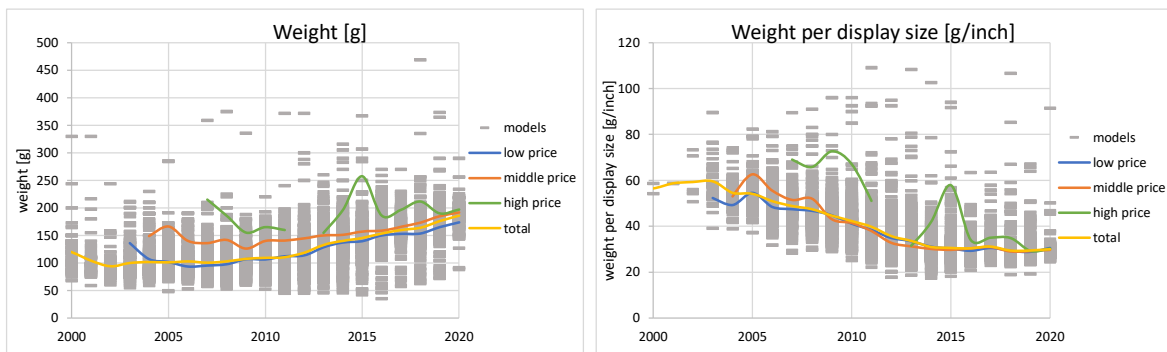 Weight [g]
500
450
400
350
300
250
200
150
100
50
0
weight [g]
2000
2005
2010
2015
2020
models
low price
middle price
high price
total
Weight per display size [g/inch]
120
100
80
60
40
20
0
weight per display size [g/inch]
2000
2005
2010
2015
2020
models
low price
middle price
high price
total